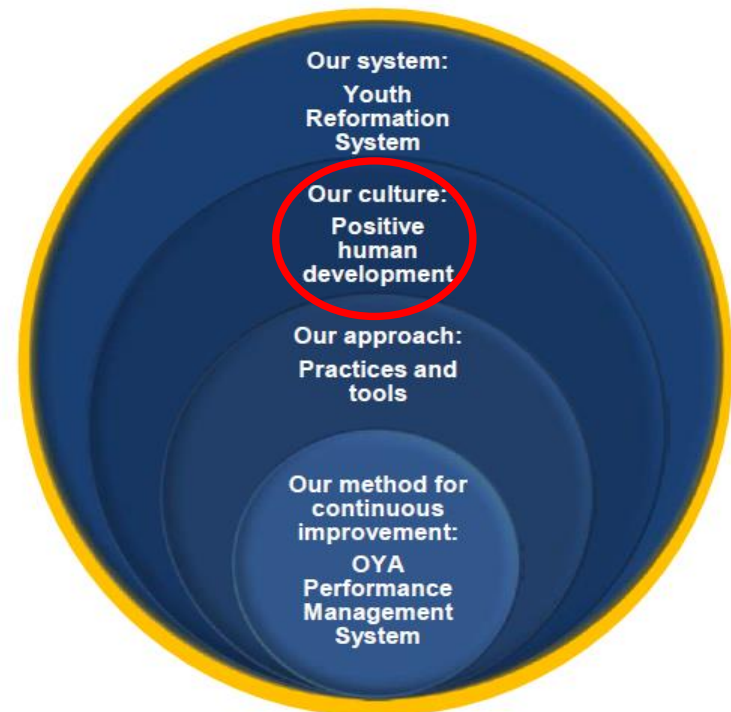 Our system:
Youth
Reformation
System
Our culture:
Positive
human
development
Our approach:
Practices and
tools
Our method for
continuous
improvement:
OYA
Performance
Management
System